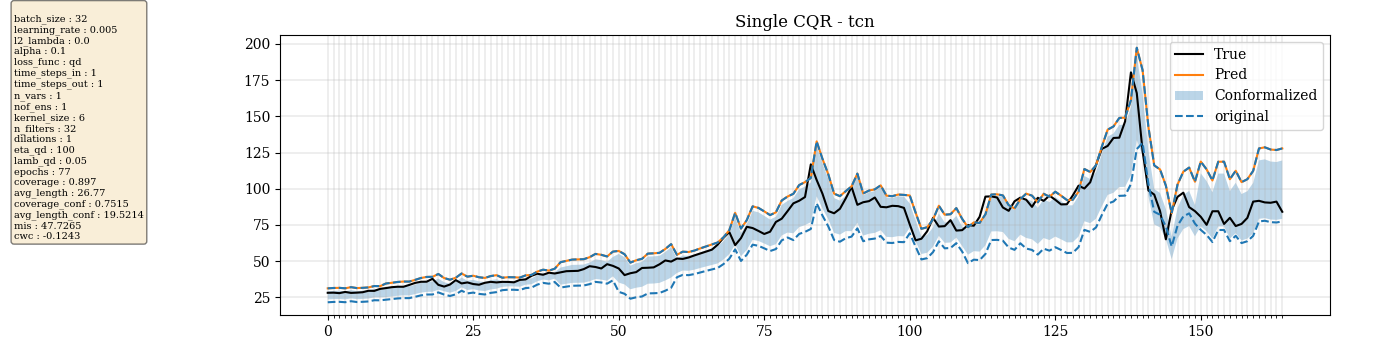 batch_size : 32
learning_rate : 0.005
l2_lambda : 0.0
alpha : 0.1
loss_func : qd
time_steps_in : 1
time_steps_out : 1
n_vars : 1
nof_ens : 1
kernel_size : 6
n_filters : 32
dilations : 1
eta_qd : 100
lamb_qd : 0.05
epochs : 77
coverage : 0.897
avg_length : 26.77
coverage_conf : 0.7515
avg_length_conf : 19.5214
mis : 47.7265
cwc : -0.1243
Single CQR - tcn
200
175
150
125
100
75
50
25
0
25
50
75
100
125
150
True
Pred
Conformalized
original